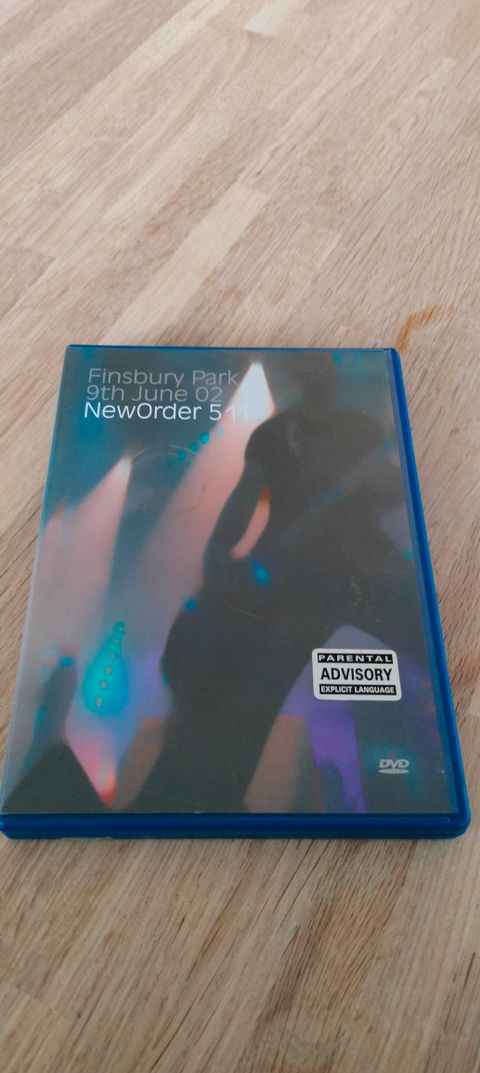 Finsbury Park
9th June 02
NewOrder 511
PARENTAL
ADVISORY
EXPLICIT LANGUAGE
DVD